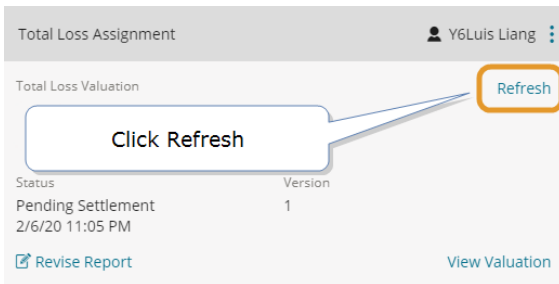 Total Loss Assignment Y6Luis Liang
Total Loss Valuation Refresh
Click Refresh
Status Version
Pending Settlement 1
2/6/20 11:05 PM
Revise Report View Valuation